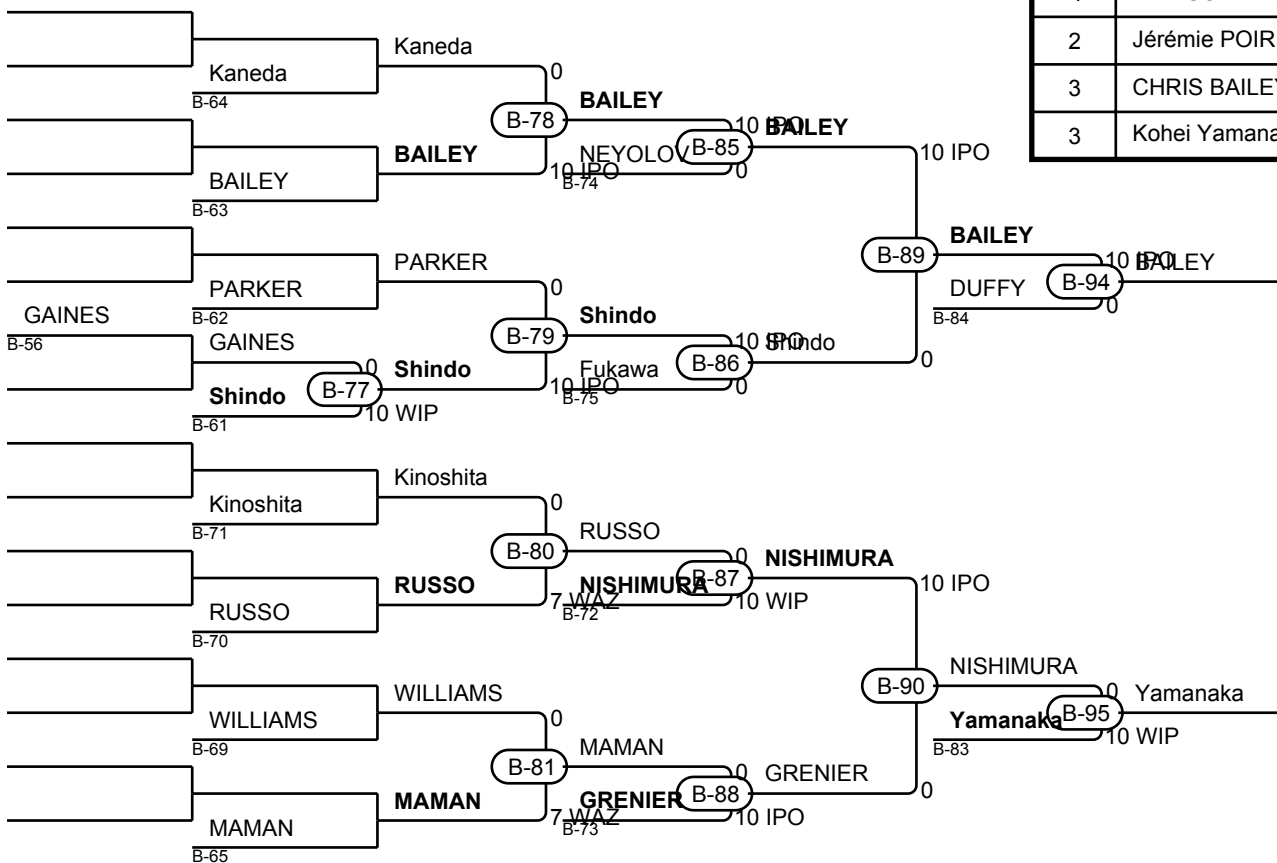 2 Jérémie POIR
3 CHRIS BAILEY
3 Kohei Yamana
Kaneda
Kaneda
B-64
0
B-78
BAILEY
BAILEY
10 IPO
BAILEY
B-63
10 IPO
BAILEY
NEYOLOV
B-74
B-85
0
10 IPO
PARKER
PARKER
B-62
0
B-79
GAINES
B-56
GAINES
0
Shindo
B-61
B-77
10 WIP
Shindo
10 IPO
Shindo
10 IPO
Shindo
Fukawa
B-75
B-86
0
0
B-89
BAILEY
10 IPO
BAILEY
DUFFY
B-84
B-94
0
Kinoshita
Kinoshita
B-71
0
B-80
RUSSO
RUSSO
B-70
7 WAZ
RUSSO
0
NISHIMURA
NISHIMURA
B-72
B-87
10 WIP
10 IPO
WILLIAMS
WILLIAMS
B-69
0
B-81
MAMAN
MAMAN
B-65
7 WAZ
MAMAN
0
GRENIER
GRENIER
B-73
B-88
10 IPO
0
B-90
NISHIMURA
0
Yamanaka
Yamanaka
B-83
B-95
10 WIP